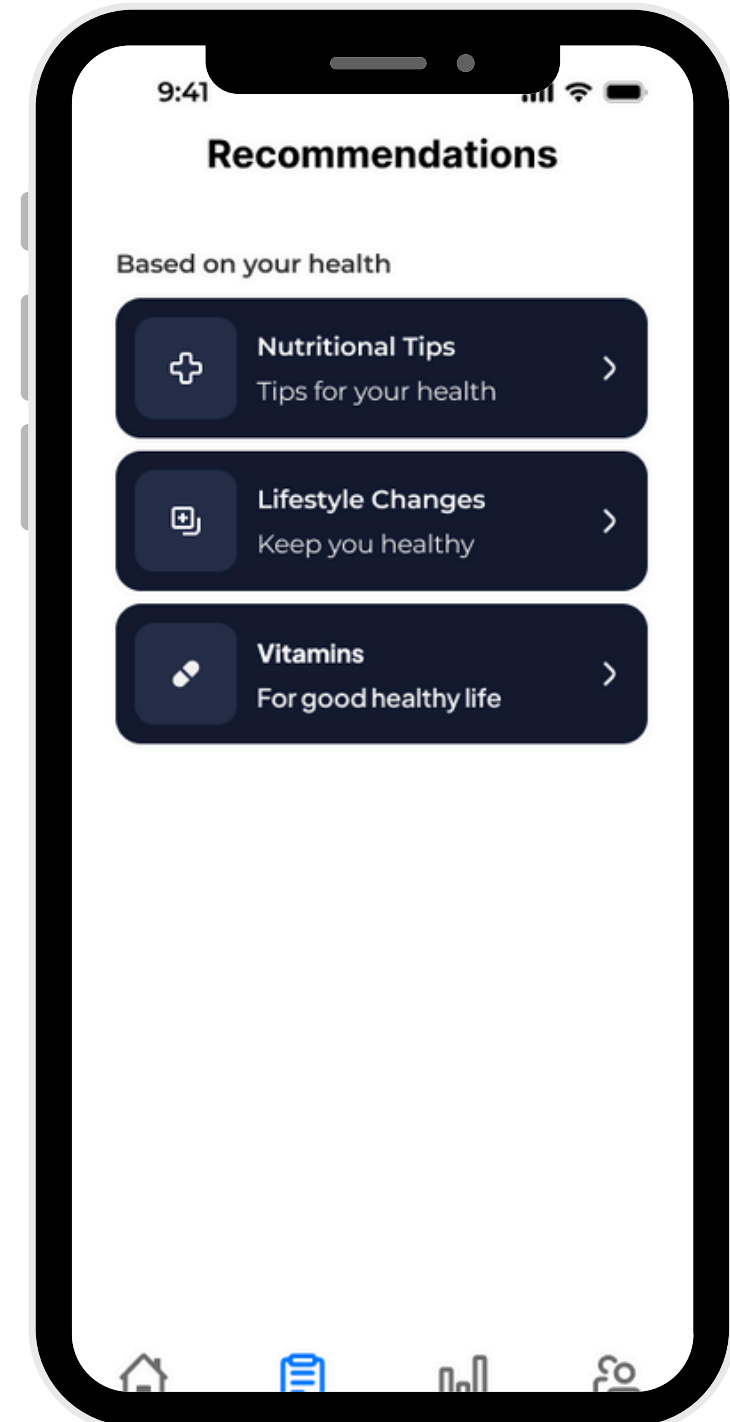 9:41
Recommendations
Based on your health
Nutritional Tips
Tips for your health
Lifestyle Changes
Keep you healthy
Vitamins
For good healthy life